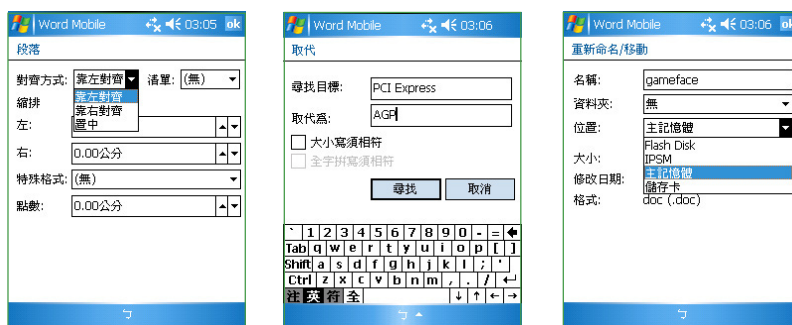 Word Mobile 03:05 ok
段落
對齊方式: 靠左對齊 清單: (無)
靠左對齊
縮排
靠右對齊
左: 置中
右: 0.00公分
特殊格式: (無)
點數: 0.00公分
ㄅ
Word Mobile 03:06
取代
尋找目標: PCI Express
取代為: AGP
大小寫須相符
全字拼寫須相符
尋找 取消
` 1 2 3 4 5 6 7 8 9 0 - =
Tab q w e r t y u i o p [ ]
Shift a s d f g h j k l ; '
Ctrl z x c v b n m , . /
注 英 符 全
ㄅ
Word Mobile 03:06 ok
重新命名/移動
名稱: gameface
資料夾: 無
位置: 主記憶體
Flash Disk
大小: IPSM
修改日期: 主記憶體
儲存卡
格式: doc (.doc)
ㄅ